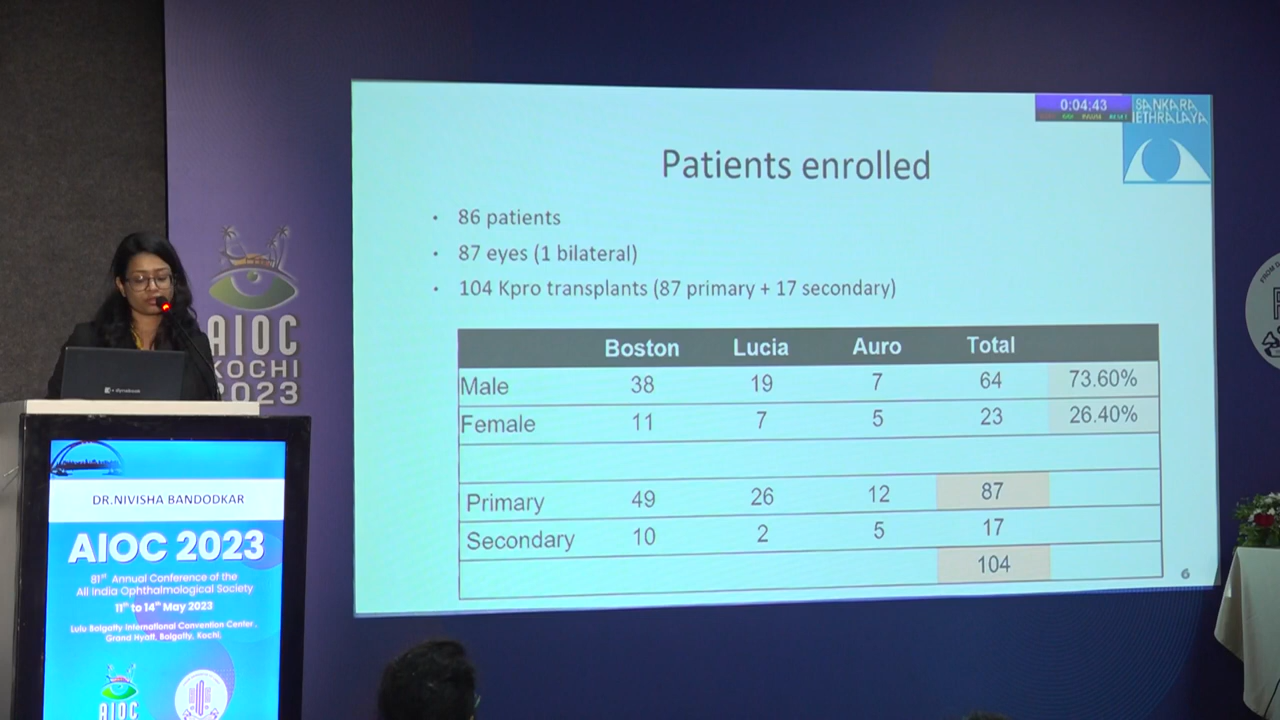 0:04:43
SANKARA
NETHRALAYA
Patients enrolled
• 86 patients
• 87 eyes (1 bilateral)
• 104 Kpro transplants (87 primary + 17 secondary)
Boston Lucia Auro Total
Male 38 19 7 64 73.60%
Female 11 7 5 23 26.40%
Primary 49 26 12 87
Secondary 10 2 5 17
104
6
AIOC
KOCHI
2023
DR.NIVISHA BANDODKAR
AIOC 2023
81st Annual Conference of the
All India Ophthalmological Society
11th to 14th May 2023
Lulu Bolgatty International Convention Center,
Grand Hyatt, Bolgatty, Kochi.
AIOC